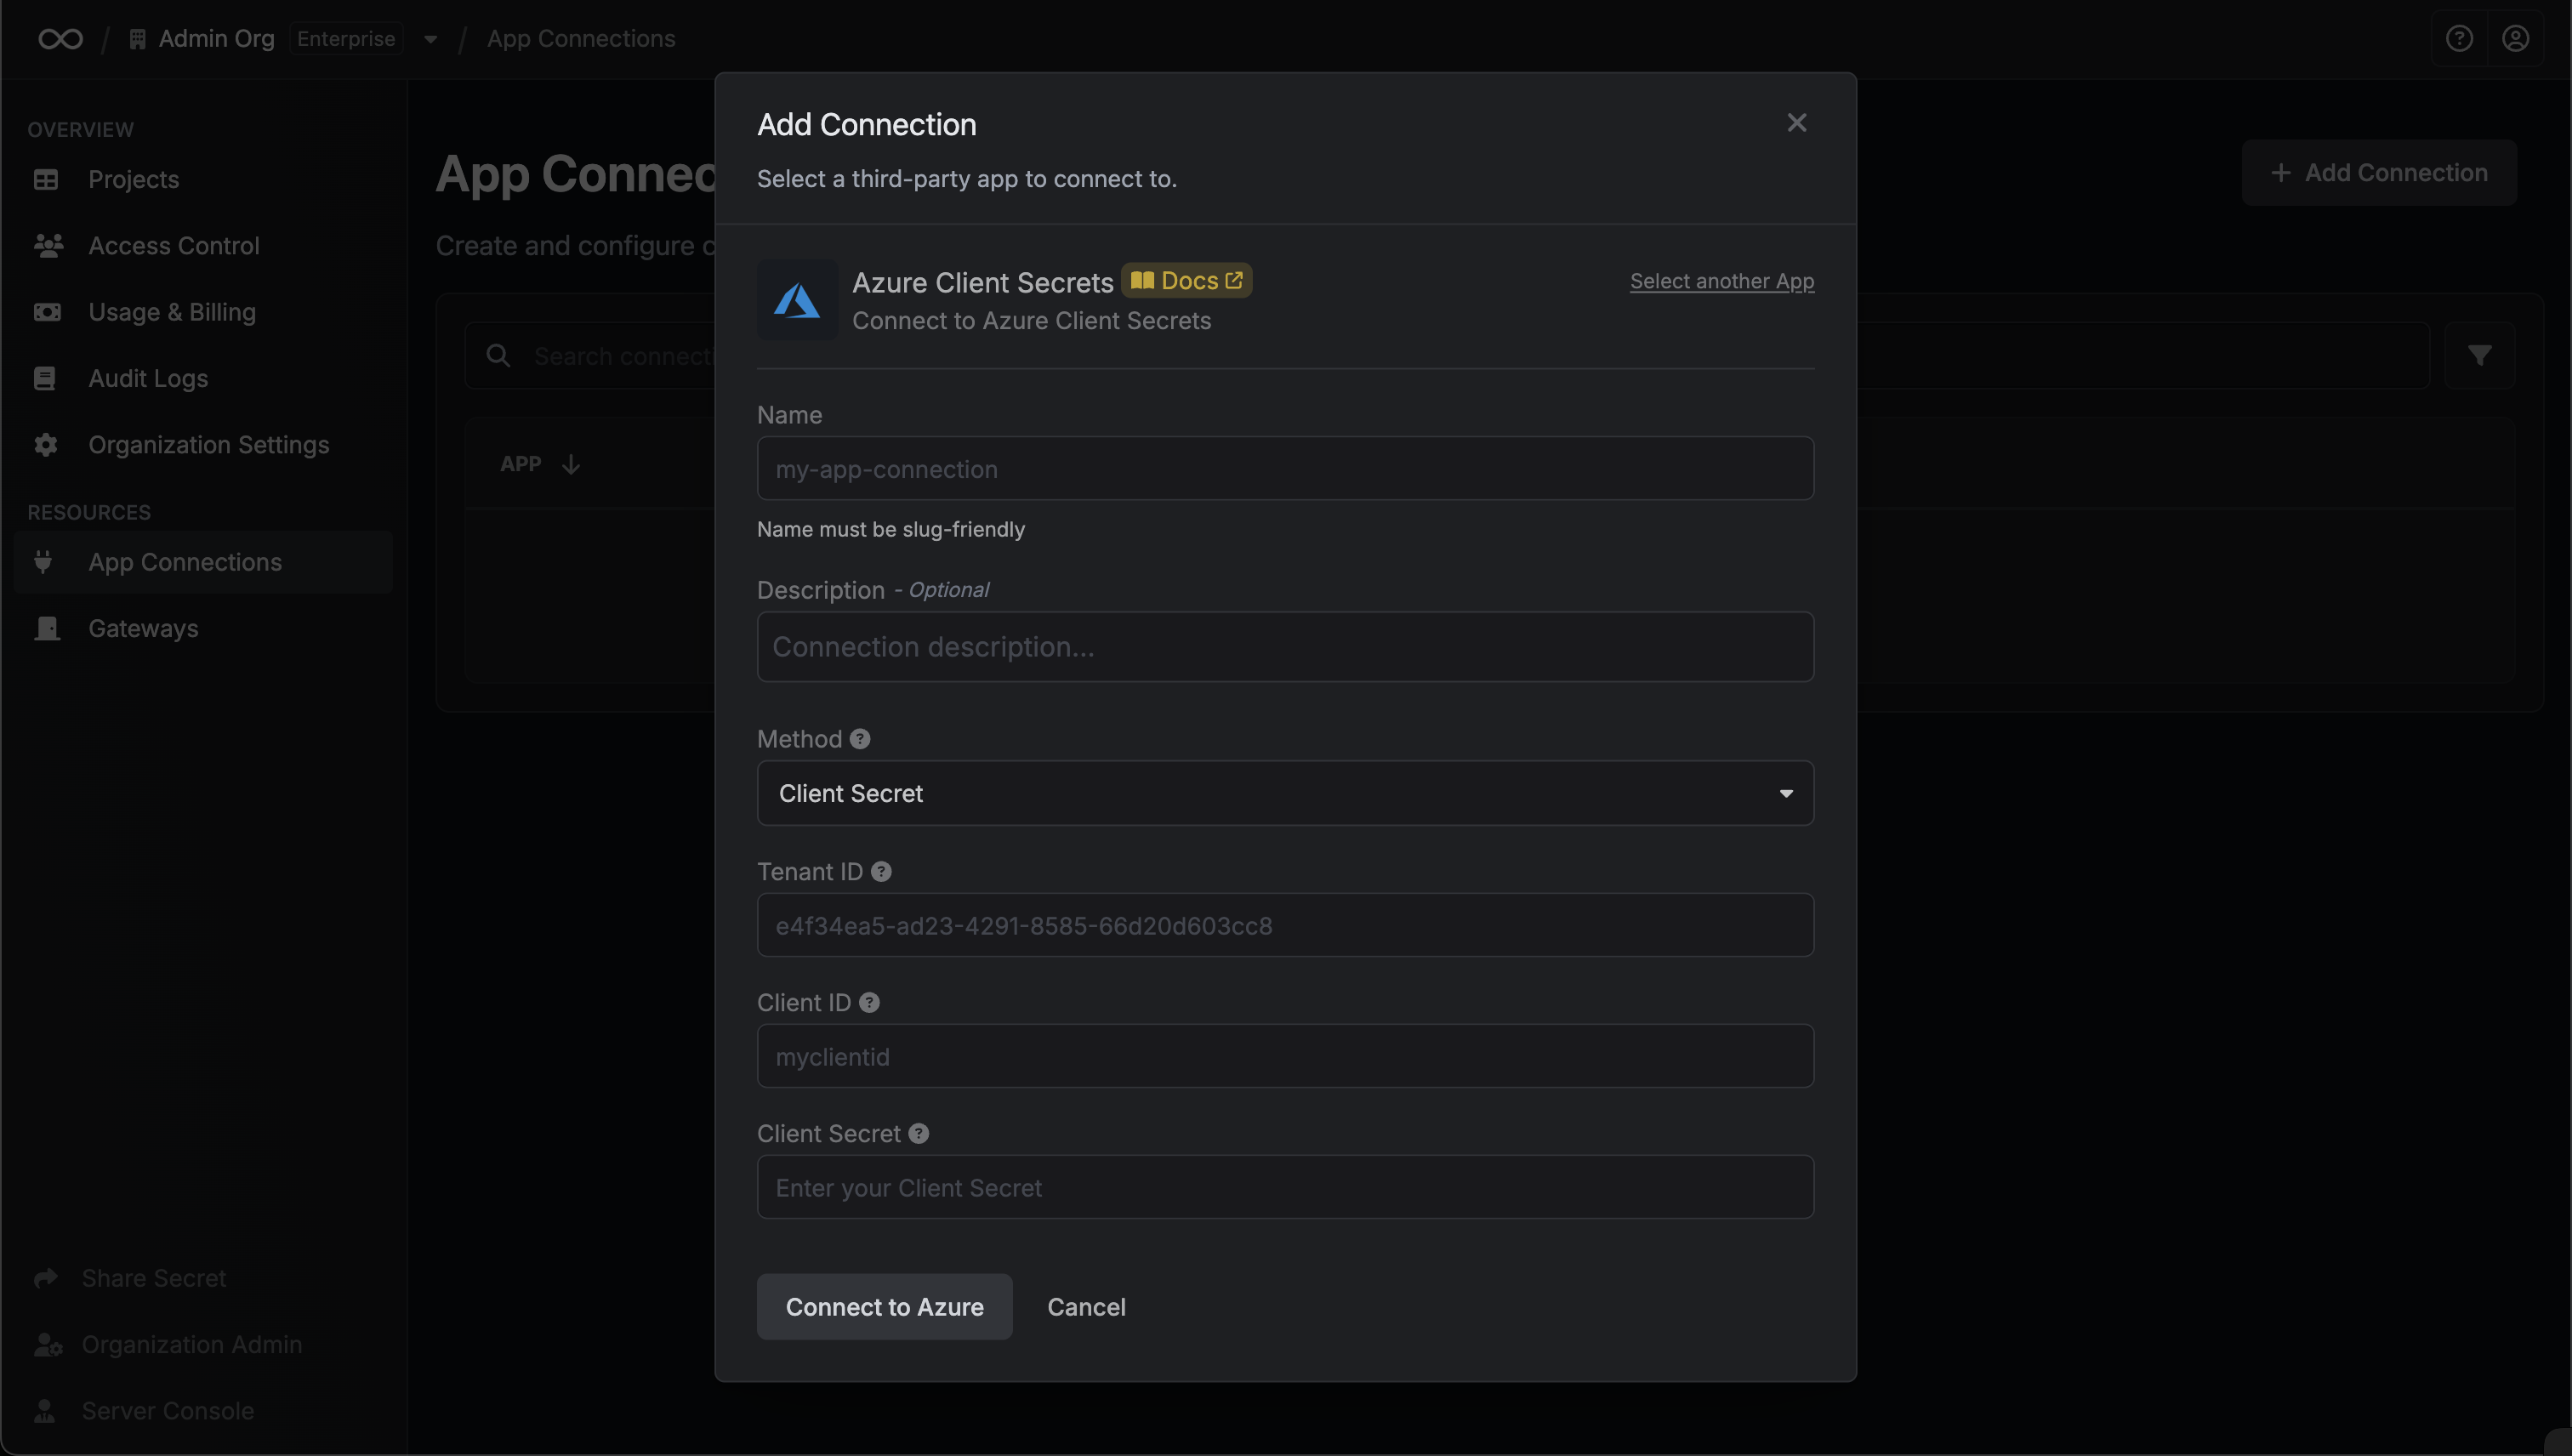 Admin Org Enterprise / App Connections
OVERVIEW
Projects
Access Control
Usage & Billing
Audit Logs
Organization Settings
RESOURCES
App Connections
Gateways
Share Secret
Organization Admin
Server Console
App Connec
Create and configure c
+ Add Connection
Search connecti
APP
Add Connection
Select a third-party app to connect to.
Azure Client Secrets Docs
Select another App
Connect to Azure Client Secrets
Name
my-app-connection
Name must be slug-friendly
Description - Optional
Connection description...
Method
Client Secret
Tenant ID
e4f34ea5-ad23-4291-8585-66d20d603cc8
Client ID
myclientid
Client Secret
Enter your Client Secret
Connect to Azure
Cancel